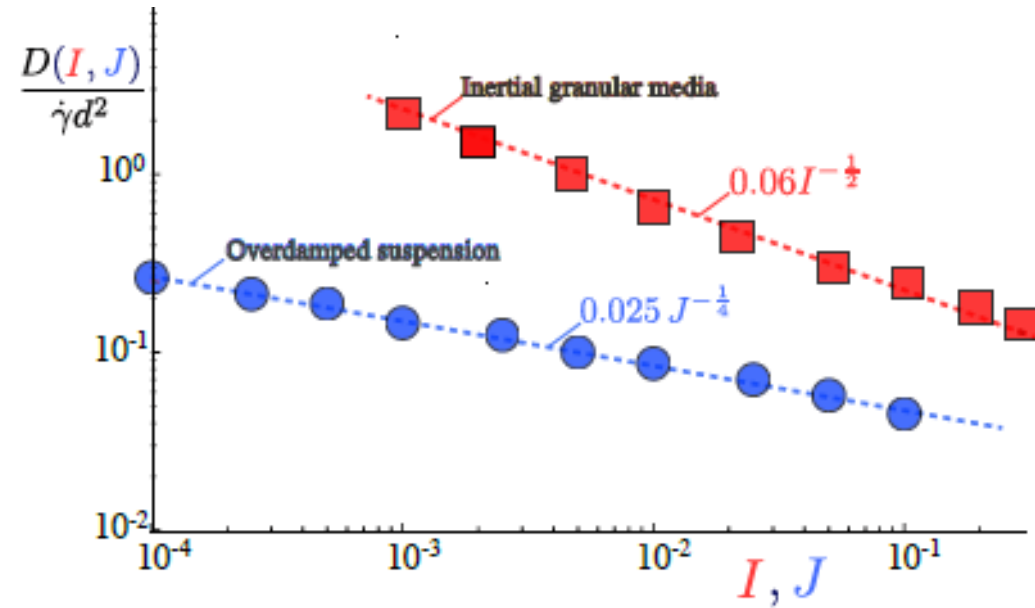 D(I, J)
γ̇d²
Inertial granular media
10⁰
0.06I^{-1/2}
Overdamped suspension
0.025 J^{-1/4}
10⁻¹
10⁻²
10⁻⁴ 10⁻³ 10⁻² 10⁻¹
I , J